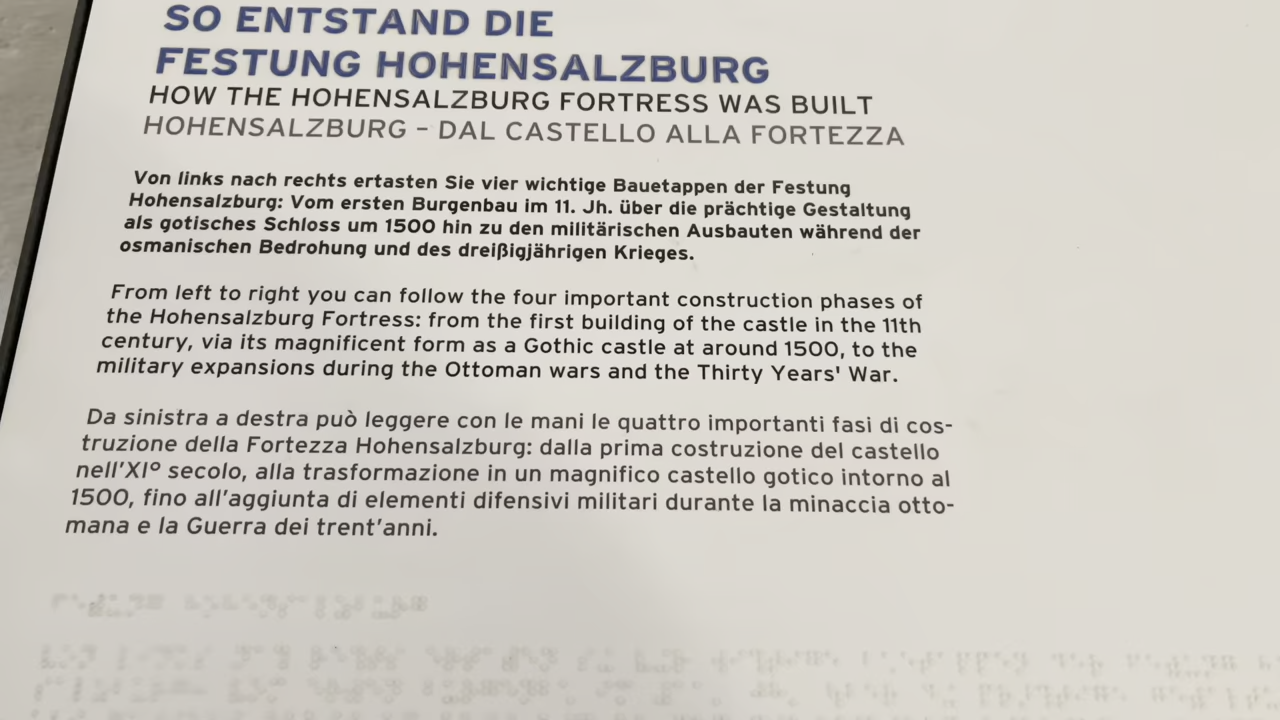 SO ENTSTAND DIE
FESTUNG HOHENSALZBURG
HOW THE HOHENSALZBURG FORTRESS WAS BUILT
HOHENSALZBURG – DAL CASTELLO ALLA FORTEZZA
Von links nach rechts ertasten Sie vier wichtige Bauetappen der Festung
Hohensalzburg: Vom ersten Burgenbau im 11. Jh. über die prächtige Gestaltung
als gotisches Schloss um 1500 hin zu den militärischen Ausbauten während der
osmanischen Bedrohung und des dreißigjährigen Krieges.
From left to right you can follow the four important construction phases of
the Hohensalzburg Fortress: from the first building of the castle in the 11th
century, via its magnificent form as a Gothic castle at around 1500, to the
military expansions during the Ottoman wars and the Thirty Years' War.
Da sinistra a destra può leggere con le mani le quattro importanti fasi di cos-
truzione della Fortezza Hohensalzburg: dalla prima costruzione del castello
nell'XI° secolo, alla trasformazione in un magnifico castello gotico intorno al
1500, fino all'aggiunta di elementi difensivi militari durante la minaccia otto-
mana e la Guerra dei trent'anni.